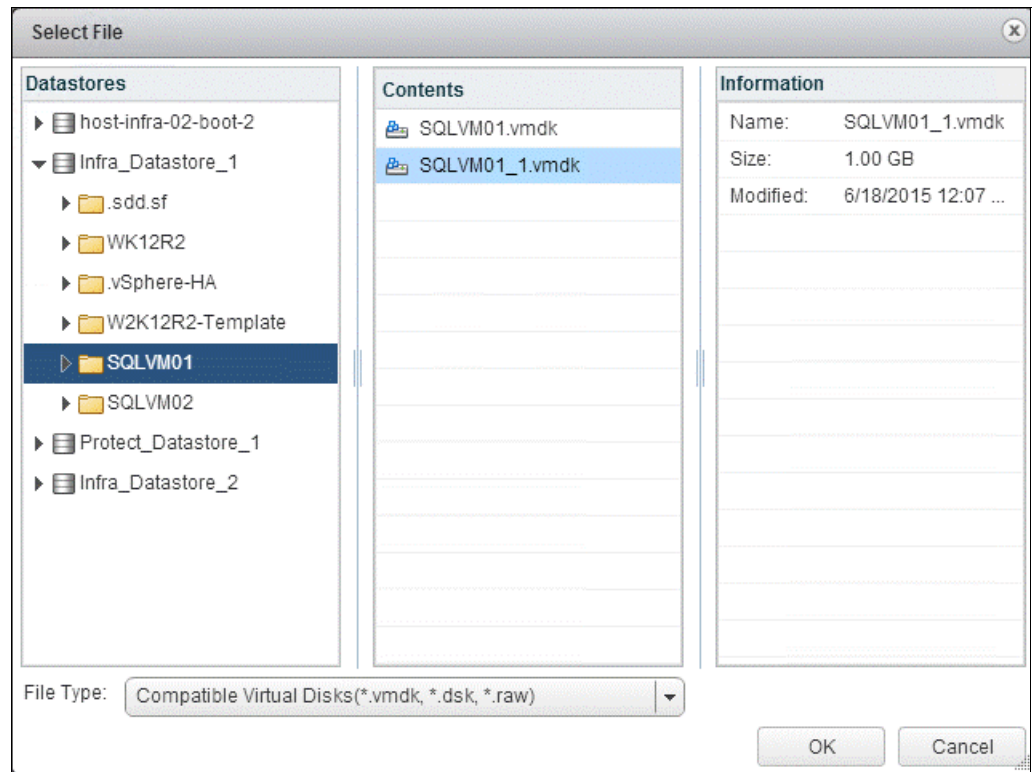 Select File
Datastores
host-infra-02-boot-2
Infra_Datastore_1
.sdd.sf
WK12R2
.vSphere-HA
W2K12R2-Template
SQLVM01
SQLVM02
Protect_Datastore_1
Infra_Datastore_2
Contents
SQLVM01.vmdk
SQLVM01_1.vmdk
Information
Name: SQLVM01_1.vmdk
Size: 1.00 GB
Modified: 6/18/2015 12:07 ...
File Type: Compatible Virtual Disks(*.vmdk, *.dsk, *.raw)
OK Cancel